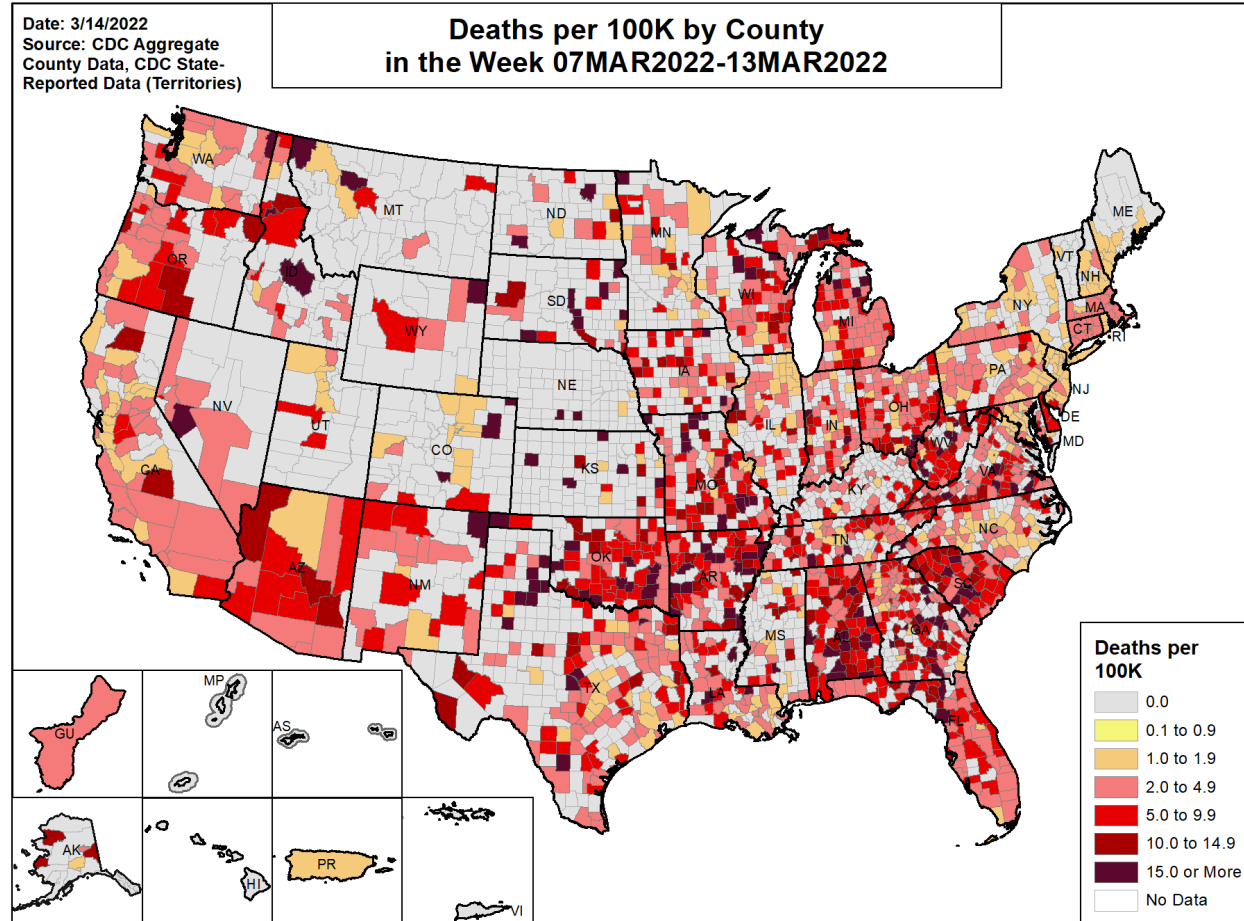 Date: 3/14/2022
Source: CDC Aggregate
County Data, CDC State-
Reported Data (Territories)
Deaths per 100K by County
in the Week 07MAR2022-13MAR2022
WA
MT
ND
MN
ME
VT
NH
OR
ID
SD
WI
NY
MA
CT
RI
WY
MI
IA
PA
NJ
NE
OH
NV
UT
CO
IL
IN
DE
MD
WV
VA
CA
KS
MO
KY
NC
TN
OK
AR
SC
AZ
NM
MS
AL
GA
TX
LA
FL
GU
MP
AS
AK
HI
PR
VI
Deaths per
100K
0.0
0.1 to 0.9
1.0 to 1.9
2.0 to 4.9
5.0 to 9.9
10.0 to 14.9
15.0 or More
No Data